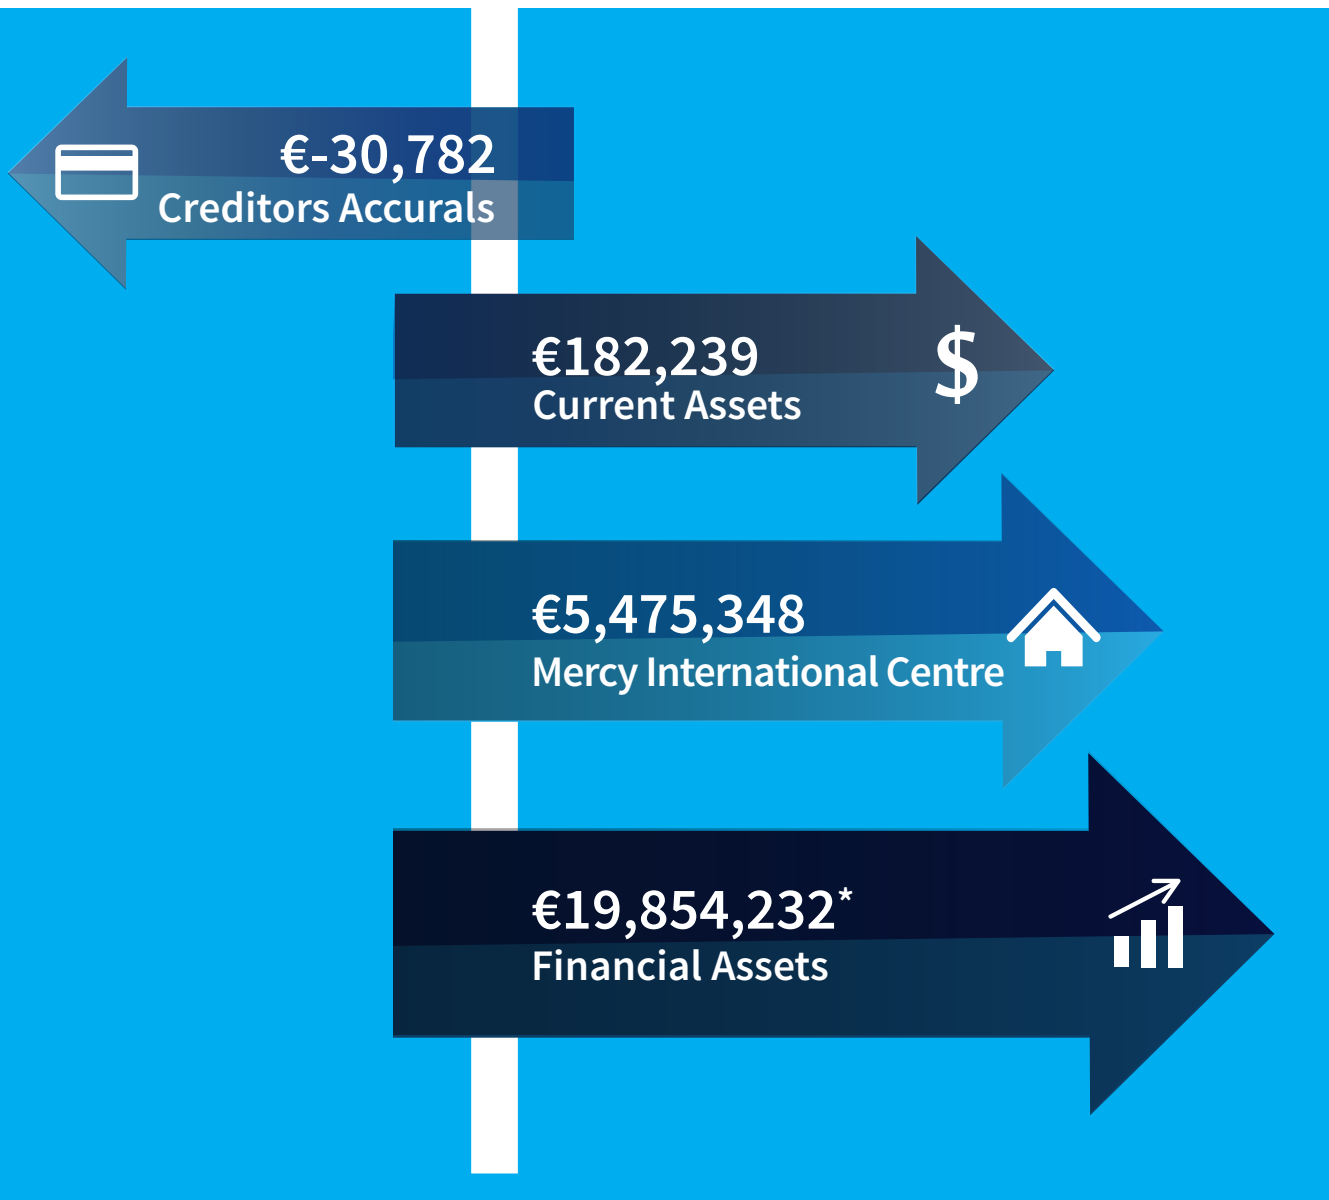 €-30,782
Creditors Accurals
€182,239
Current Assets
$
€5,475,348
Mercy International Centre
€19,854,232*
Financial Assets